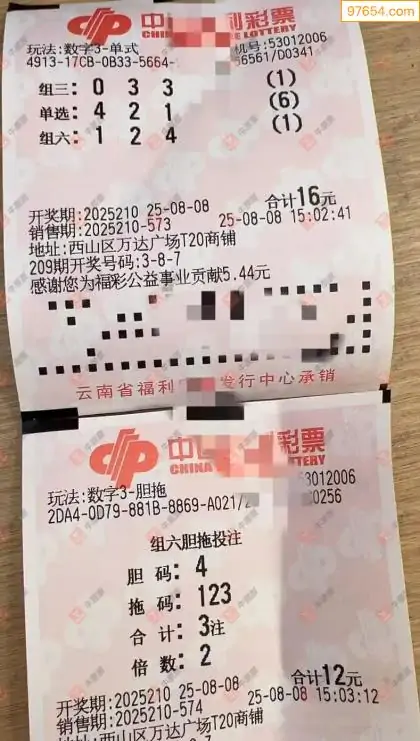 97654.com
中 利彩票
CHINA LOTTERY
玩法:数字3-单式 机号:53012006
4913-17CB-0B33-5664- 56561/D0341
组三: 0 3 3 (1)
单选: 4 2 1 (6)
组六: 1 2 4 (1)
合计16元
开奖期:2025210 25-08-08
销售期:2025210-573 25-08-08 15:02:41
地址:西山区万达广场T20商铺
209期开奖号码:3-8-7
感谢您为福彩公益事业贡献5.44元
云南省福利 发行中心承销
中 彩票
CHINA LOTTERY
玩法:数字3-胆拖 53012006
2DA4-0D79-881B-8869-A021/ 0256
组六胆拖投注
胆 码: 4
拖 码: 123
合 计: 3注
倍 数: 2
合计12元
开奖期:2025210 25-08-08
销售期:2025210-574 25-08-08 15:03:12
地址:西山区万达广场T20商铺